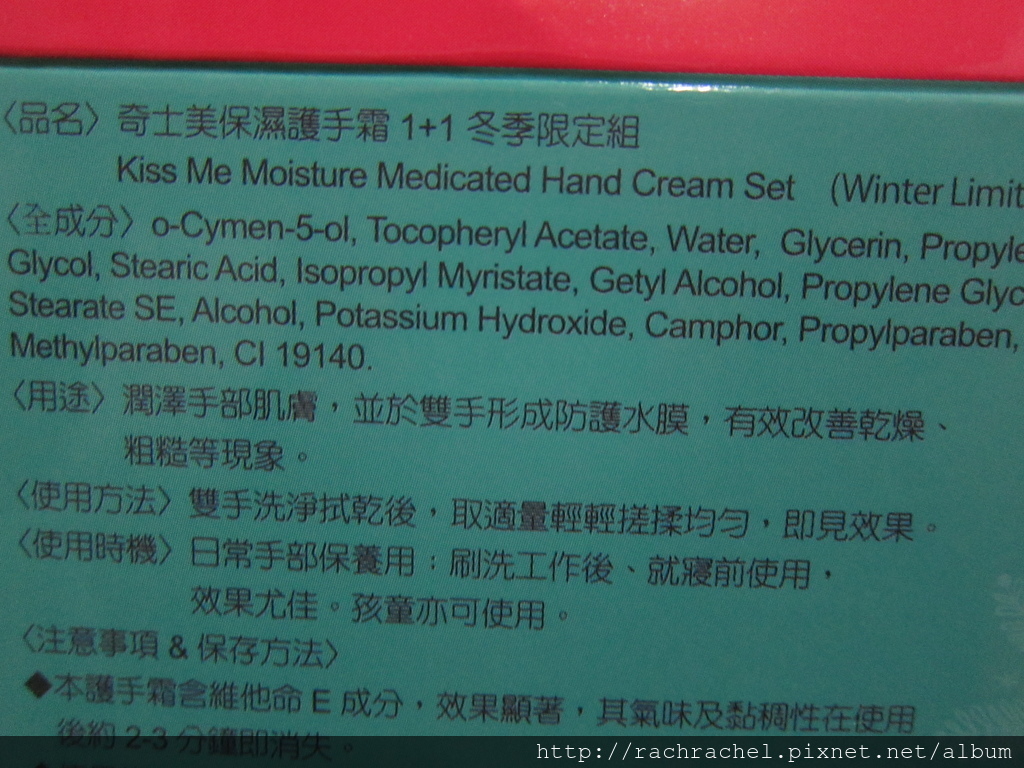 〈品名〉奇士美保濕護手霜 1+1 冬季限定組
Kiss Me Moisture Medicated Hand Cream Set (Winter Limit
〈全成分〉o-Cymen-5-ol, Tocopheryl Acetate, Water, Glycerin, Propyle
Glycol, Stearic Acid, Isopropyl Myristate, Getyl Alcohol, Propylene Glyc
Stearate SE, Alcohol, Potassium Hydroxide, Camphor, Propylparaben,
Methylparaben, CI 19140.
〈用途〉潤澤手部肌膚，並於雙手形成防護水膜，有效改善乾燥、
粗糙等現象。
〈使用方法〉雙手洗淨拭乾後，取適量輕輕搓揉均勻，即見效果。
〈使用時機〉日常手部保養用：刷洗工作後、就寢前使用，
效果尤佳。孩童亦可使用。
〈注意事項 & 保存方法〉
◆本護手霜含維他命 E 成分，效果顯著，其氣味及黏稠性在使用
後約 2-3 分鐘即消失。
http://rachrachel.pixnet.net/album